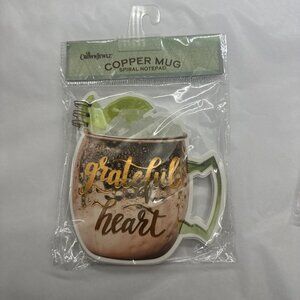 COPPER MUG
SPIRAL NOTEPAD
grateful
heart